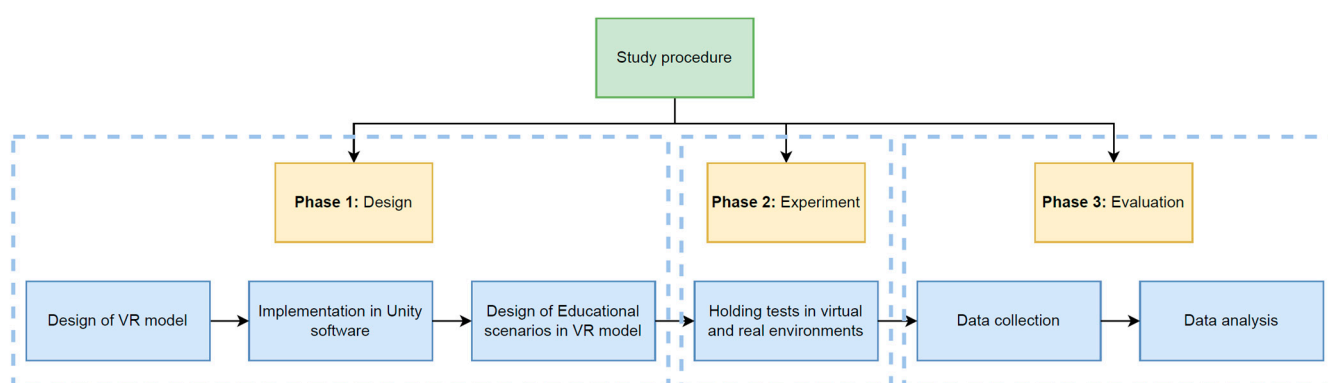 Study procedure
Phase 1: Design
Phase 2: Experiment
Phase 3: Evaluation
Design of VR model
Implementation in Unity
software
Design of Educational
scenarios in VR model
Holding tests in virtual
and real environments
Data collection
Data analysis